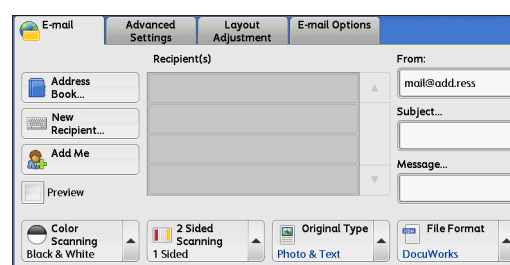 E-mail
Advanced
Settings
Layout
Adjustment
E-mail Options
Recipient(s)
From:
Address
Book...
mail@add.ress
New
Recipient...
Subject...
Add Me
Message...
Preview
Color
Scanning
Black & White
2 Sided
Scanning
1 Sided
Original Type
Photo & Text
File Format
DocuWorks